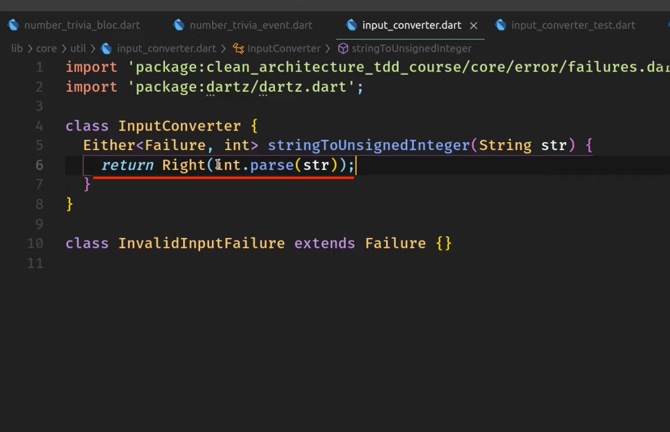 number_trivia_bloc.dart number_trivia_event.dart input_converter.dart × input_converter_test.dart
lib > core > util > input_converter.dart > InputConverter > stringToUnsignedInteger
1 import 'package:clean_architecture_tdd_course/core/error/failures.dar
2 import 'package:dartz/dartz.dart';
3
4 class InputConverter {
5 Either<Failure, int> stringToUnsignedInteger(String str) {
6 return Right(int.parse(str));
7 }
8 }
9
10 class InvalidInputFailure extends Failure {}
11